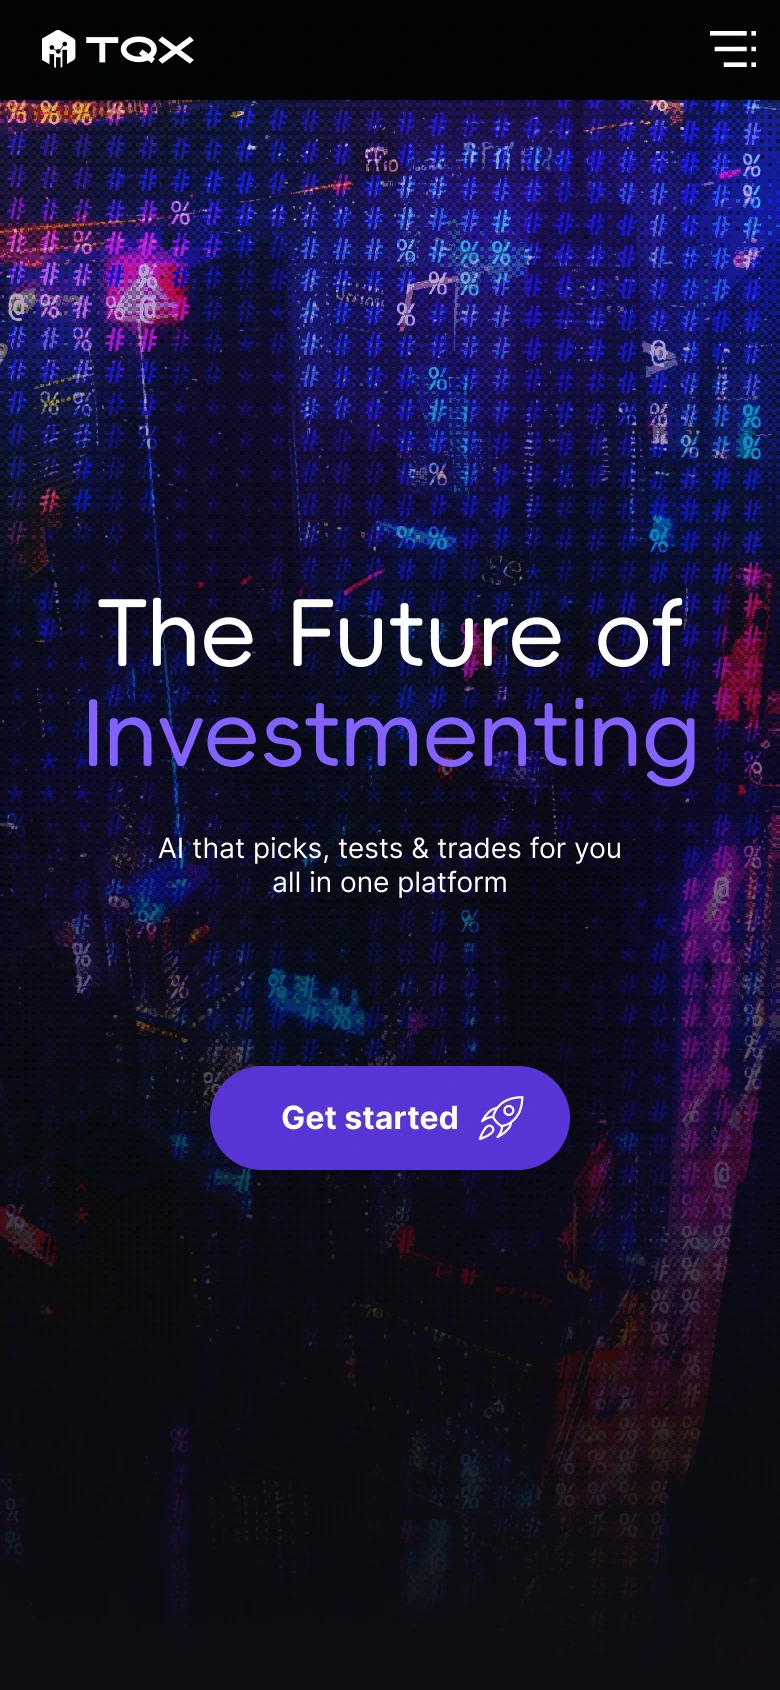 TQX
The Future of
Investmenting
AI that picks, tests & trades for you
all in one platform
Get started